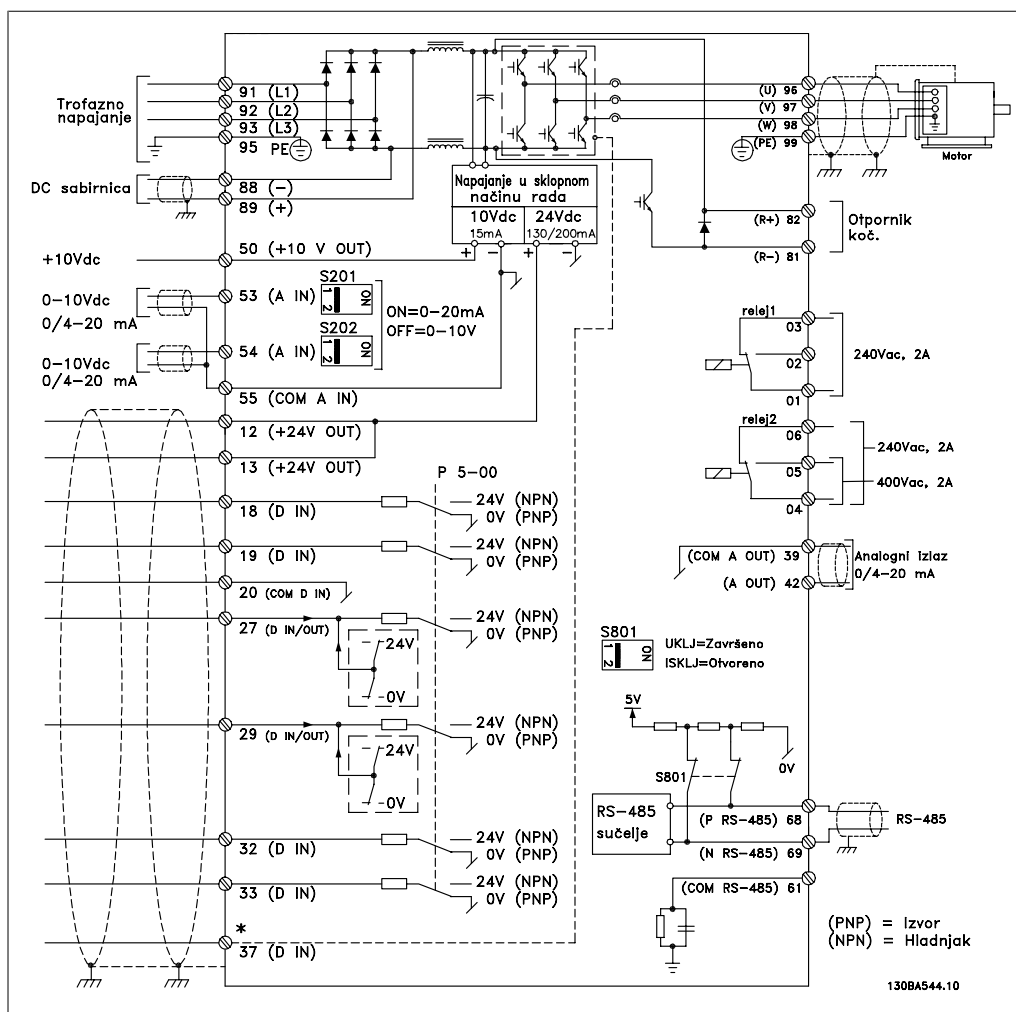 91 (L1)
92 (L2)
93 (L3)
95 PE
Trofazno
napajanje
DC sabirnica
88 (−)
89 (+)
+10Vdc
50 (+10 V OUT)
0−10Vdc
0/4−20 mA
53 (A IN)
S201
1 2
ON
ON=0−20mA
OFF=0−10V
S202
1 2
ON
0−10Vdc
0/4−20 mA
54 (A IN)
55 (COM A IN)
12 (+24V OUT)
13 (+24V OUT)
P 5−00
18 (D IN)
24V (NPN)
0V (PNP)
19 (D IN)
24V (NPN)
0V (PNP)
20 (COM D IN)
27 (D IN/OUT)
24V (NPN)
0V (PNP)
24V
0V
29 (D IN/OUT)
24V (NPN)
0V (PNP)
24V
0V
32 (D IN)
24V (NPN)
0V (PNP)
33 (D IN)
24V (NPN)
0V (PNP)
*
37 (D IN)
Napajanje u sklopnom
načinu rada
10Vdc
15mA
24Vdc
130/200mA
+ − + −
(U) 96
(V) 97
(W) 98
(PE) 99
Motor
(R+) 82
(R−) 81
Otpornik
koč.
relej1
03
02
01
240Vac, 2A
relej2
06
05
04
240Vac, 2A
400Vac, 2A
(COM A OUT) 39
(A OUT) 42
Analogni izlaz
0/4−20 mA
S801
1 2
ON
UKLJ=Završeno
ISKLJ=Otvoreno
5V
0V
S801
RS−485
sučelje
(P RS−485) 68
(N RS−485) 69
RS−485
(COM RS−485) 61
(PNP) = Izvor
(NPN) = Hladnjak
130BA544.10